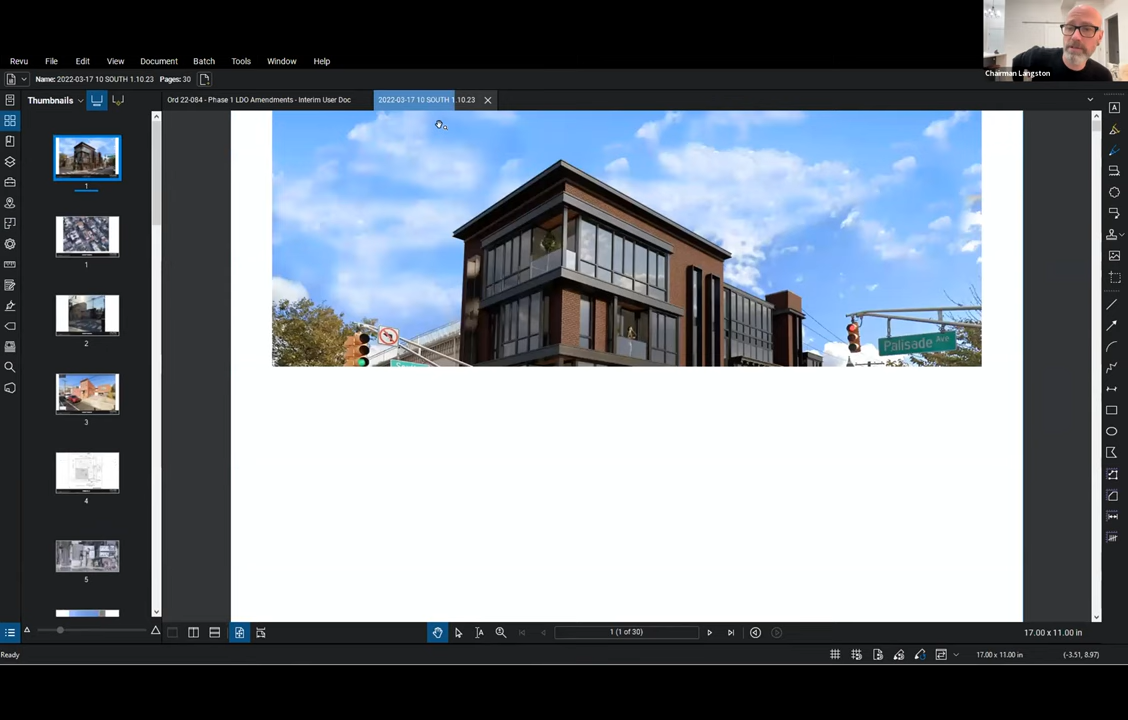 Chairman Langston
Revu File Edit View Document Batch Tools Window Help
Name: 2022-03-17 10 SOUTH 1.10.23 Pages: 30
Thumbnails
Ord 22-084 - Phase 1 LDO Amendments - Interim User Doc
2022-03-17 10 SOUTH 1.10.23
1
1
2
3
4
5
Palisade Ave
1 (1 of 30)
17.00 x 11.00 in
Ready
17.00 x 11.00 in
(-3.51, 8.97)